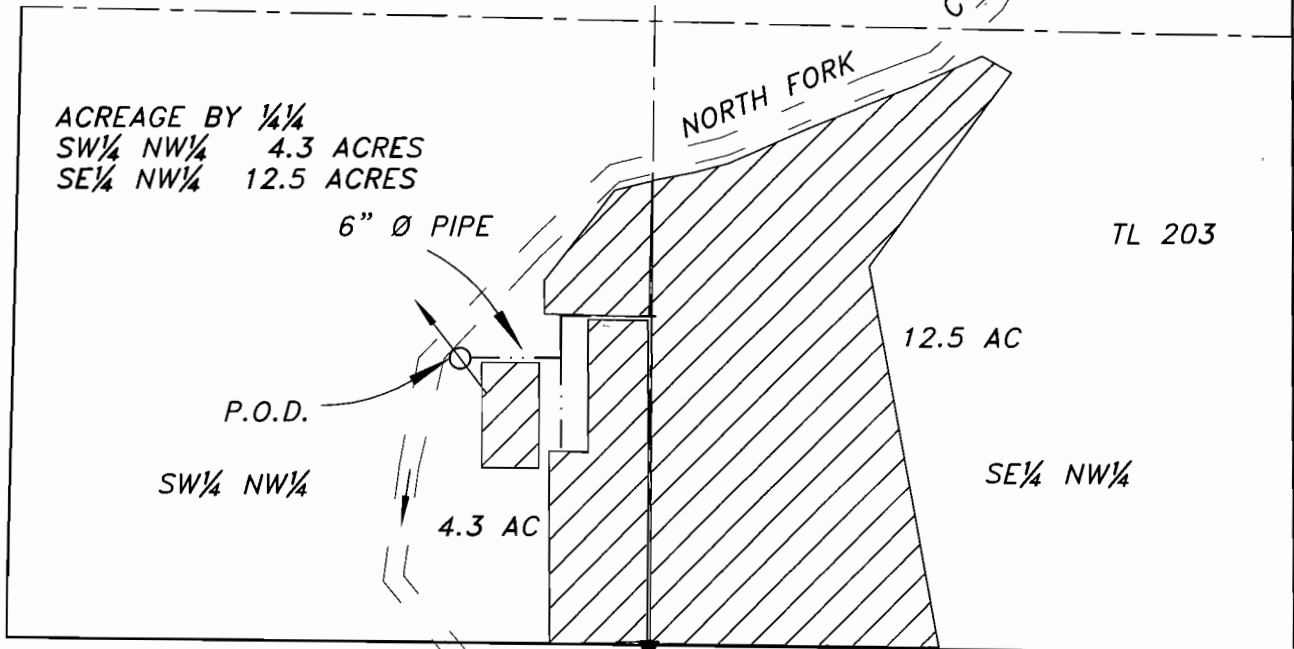 NORTH FORK
C
ACREAGE BY ¼¼
SW¼ NW¼ 4.3 ACRES
SE¼ NW¼ 12.5 ACRES
6” Ø PIPE
TL 203
12.5 AC
P.O.D.
SW¼ NW¼
SE¼ NW¼
4.3 AC